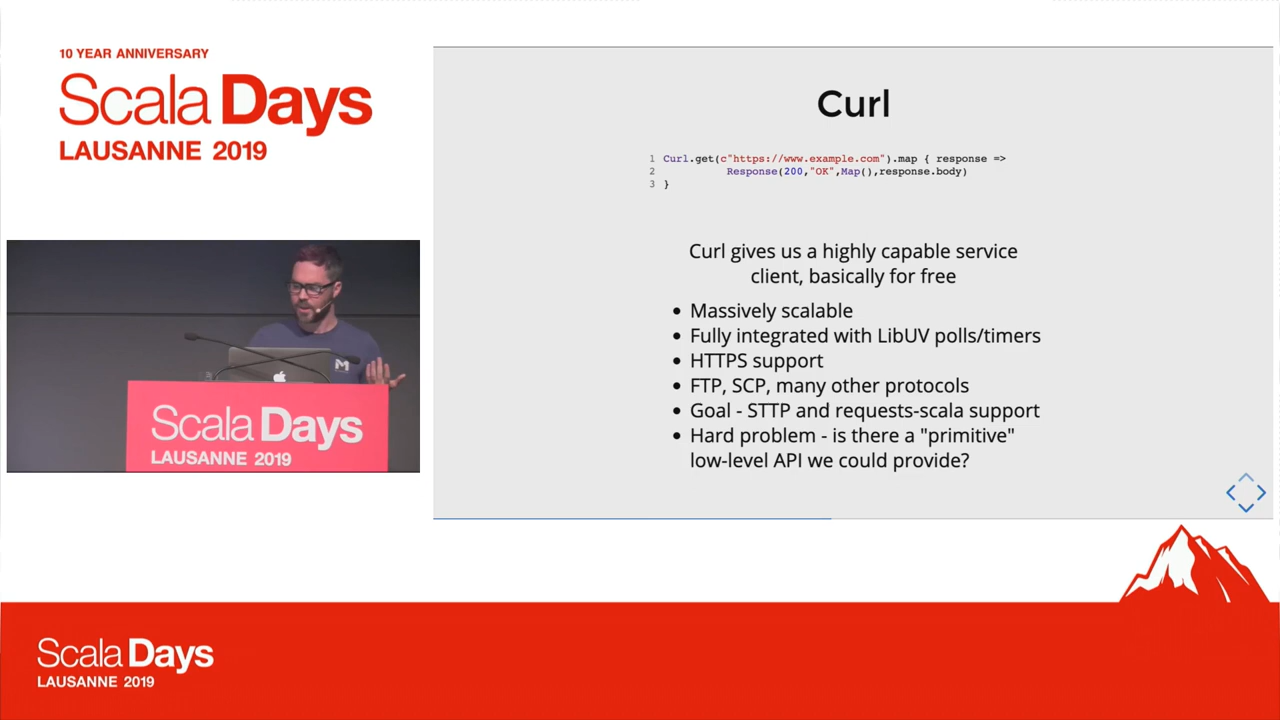 10 YEAR ANNIVERSARY
Scala Days
LAUSANNE 2019
Curl
1 Curl.get(c"https://www.example.com").map { response =>
2 Response(200,"OK",Map(),response.body)
3 }
Curl gives us a highly capable service
client, basically for free
• Massively scalable
• Fully integrated with LibUV polls/timers
• HTTPS support
• FTP, SCP, many other protocols
• Goal - STTP and requests-scala support
• Hard problem - is there a "primitive"
low-level API we could provide?
M
Scala Days
LAUSANNE 2019
Scala Days
LAUSANNE 2019